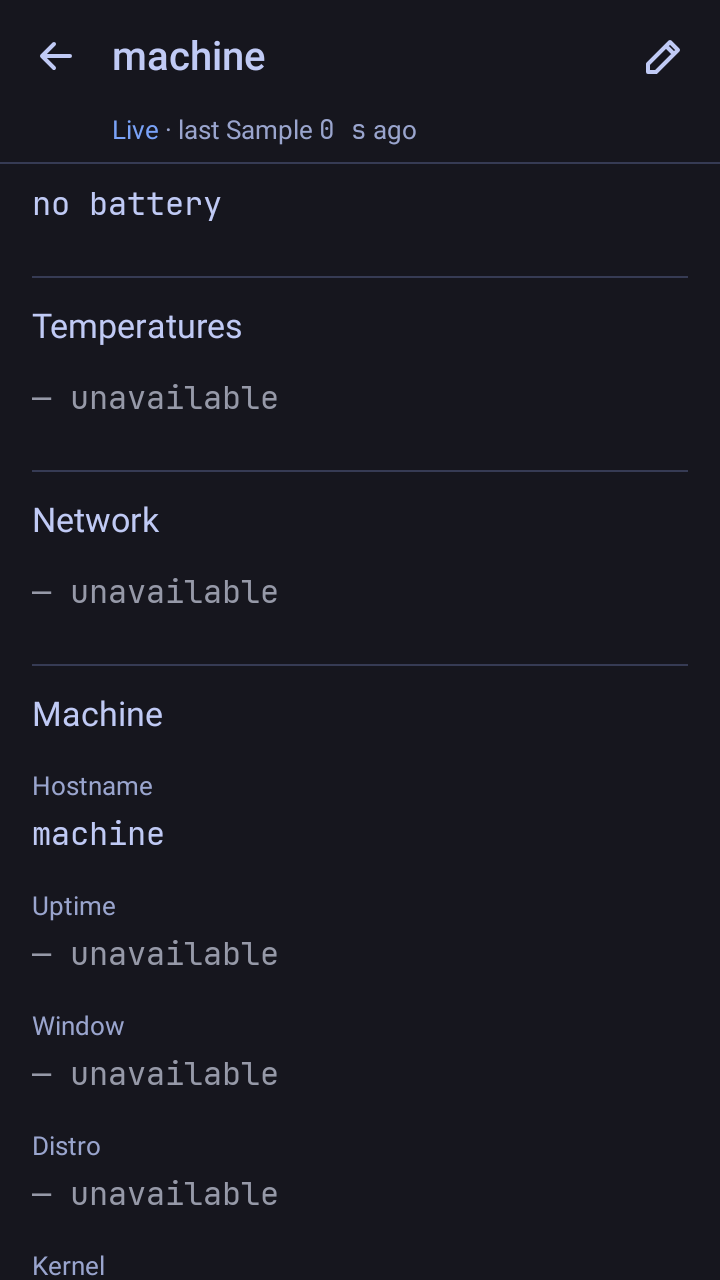 machine
Live · last Sample 0 s ago
no battery
Temperatures
— unavailable
Network
— unavailable
Machine
Hostname
machine
Uptime
— unavailable
Window
— unavailable
Distro
— unavailable
Kernel